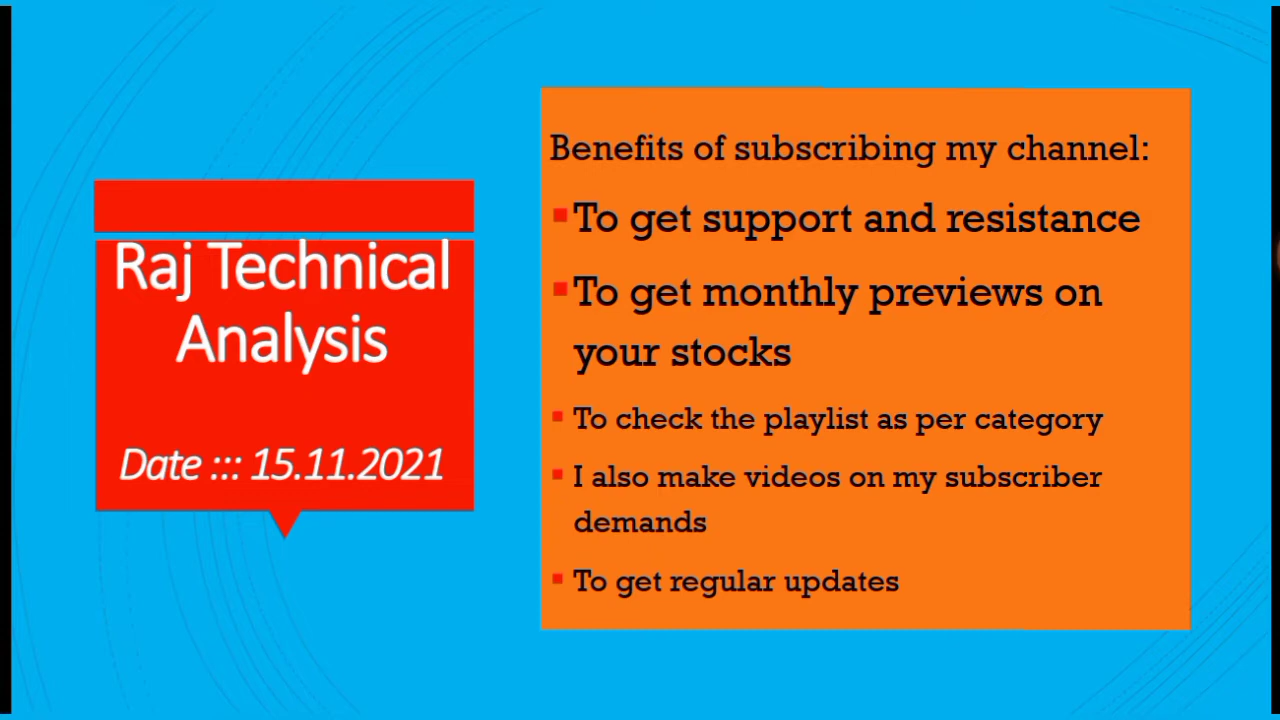 Raj Technical
Analysis
Date ::: 15.11.2021
Benefits of subscribing my channel:
To get support and resistance
To get monthly previews on
your stocks
To check the playlist as per category
I also make videos on my subscriber
demands
To get regular updates